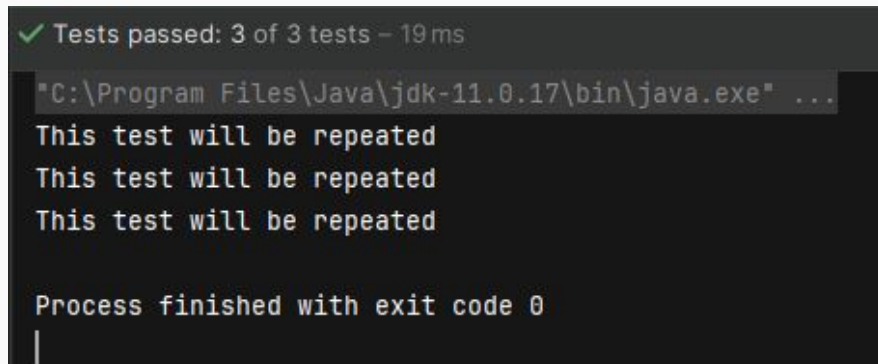 ✓ Tests passed: 3 of 3 tests – 19 ms
"C:\Program Files\Java\jdk-11.0.17\bin\java.exe" ...
This test will be repeated
This test will be repeated
This test will be repeated
Process finished with exit code 0